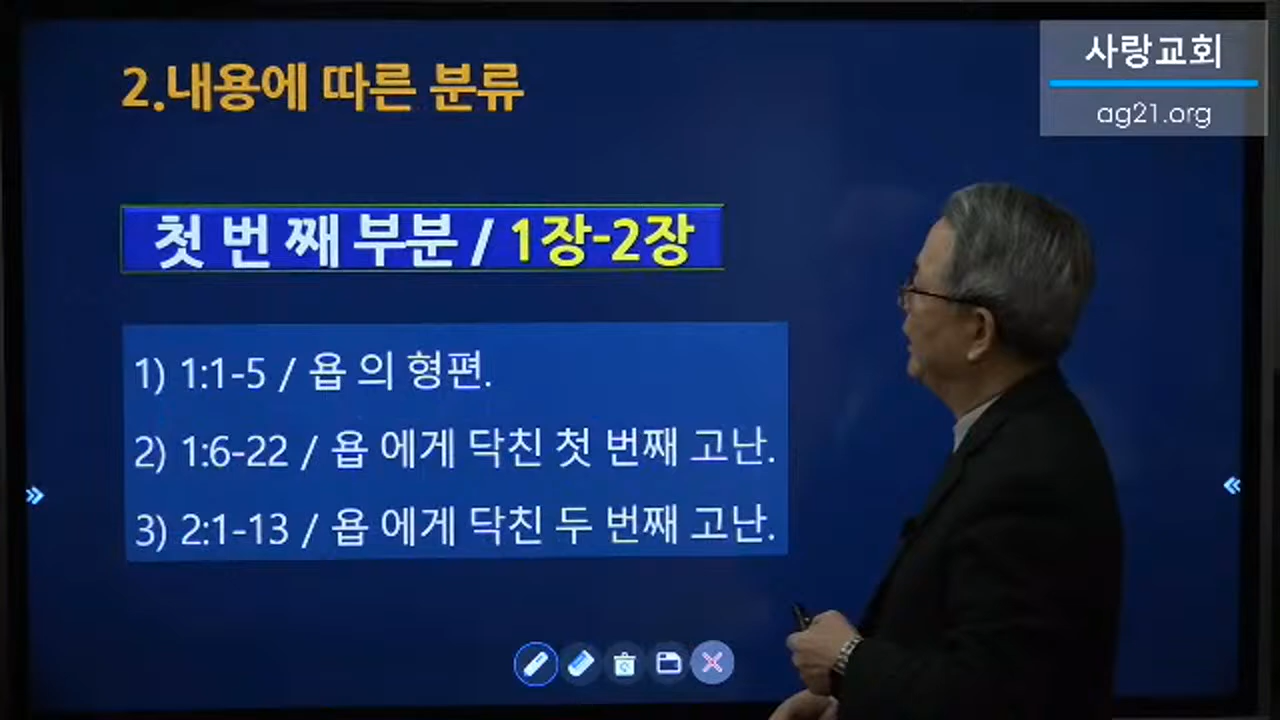 사랑교회
ag21.org
2.내용에 따른 분류
첫 번 째 부분 / 1장-2장
1) 1:1-5 / 욥 의 형편.
2) 1:6-22 / 욥 에게 닥친 첫 번째 고난.
3) 2:1-13 / 욥 에게 닥친 두 번째 고난.